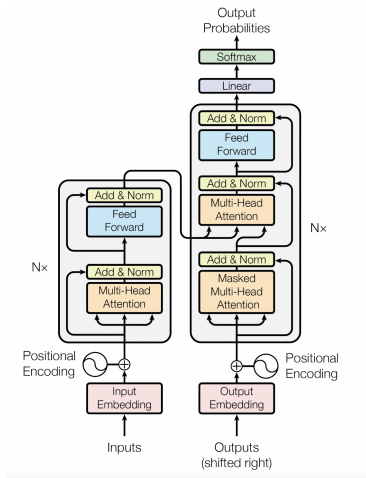 Output
Probabilities
Softmax
Linear
Add & Norm
Feed
Forward
Add & Norm
Multi-Head
Attention
Nx
Add & Norm
Masked
Multi-Head
Attention
Add & Norm
Feed
Forward
Nx
Add & Norm
Multi-Head
Attention
Positional
Encoding
Positional
Encoding
Input
Embedding
Output
Embedding
Inputs
Outputs
(shifted right)